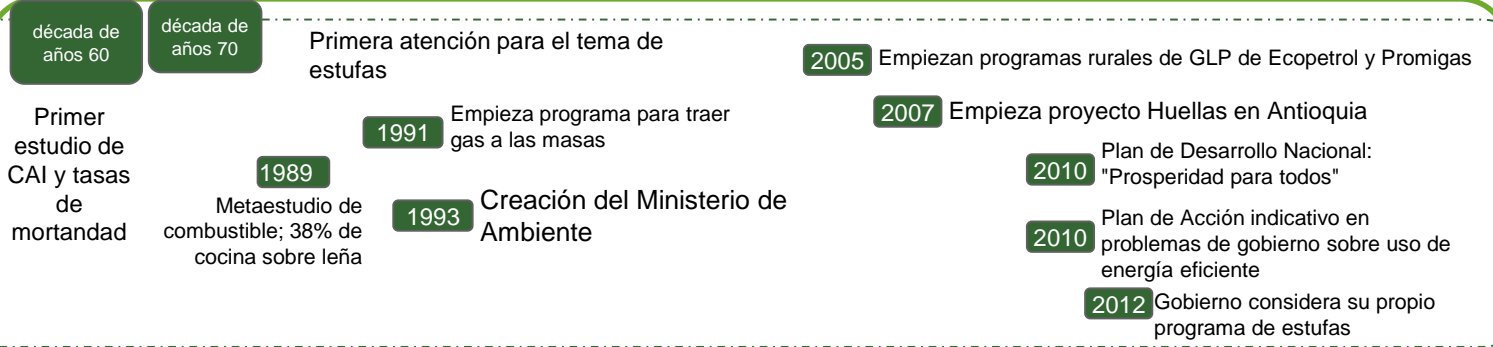 década de
años 60
Primer
estudio de
CAI y tasas
de
mortandad
década de
años 70
Primera atención para el tema de
estufas
1989
Metaestudio de
combustible; 38% de
cocina sobre leña
1991
Empieza programa para traer
gas a las masas
1993
Creación del Ministerio de
Ambiente
2005 Empiezan programas rurales de GLP de Ecopetrol y Promigas
2007 Empieza proyecto Huellas en Antioquia
2010
Plan de Desarrollo Nacional:
"Prosperidad para todos"
2010
Plan de Acción indicativo en
problemas de gobierno sobre uso de
energía eficiente
2012
Gobierno considera su propio
programa de estufas